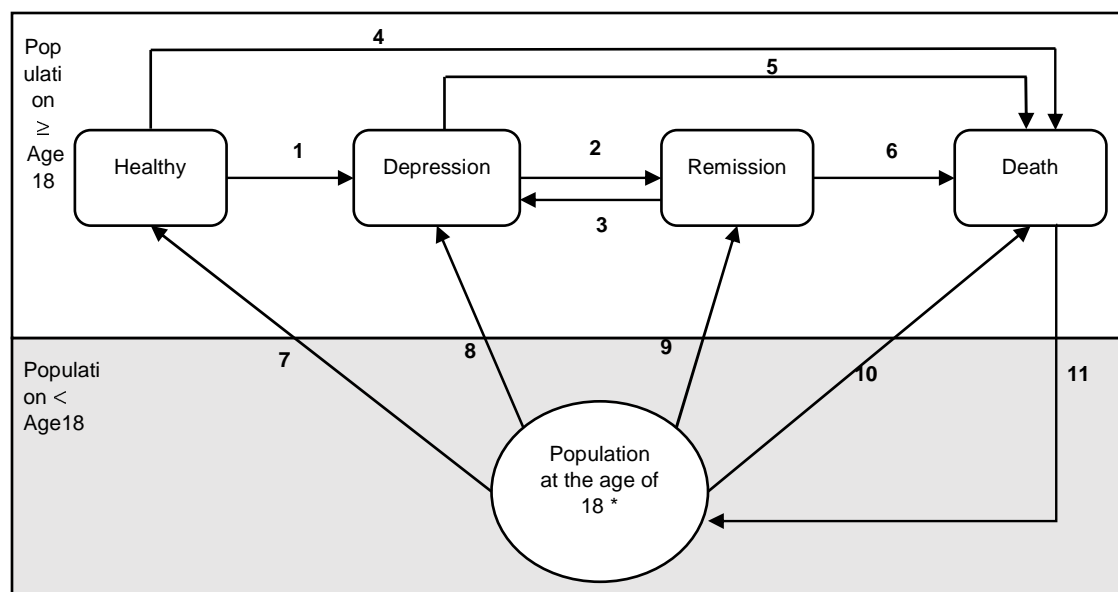 4
Pop
ulati
on
≥
Age
18
5
Healthy
1
Depression
2
3
Remission
6
Death
7
8
9
10
11
Populati
on <
Age18
Population
at the age of
18 *